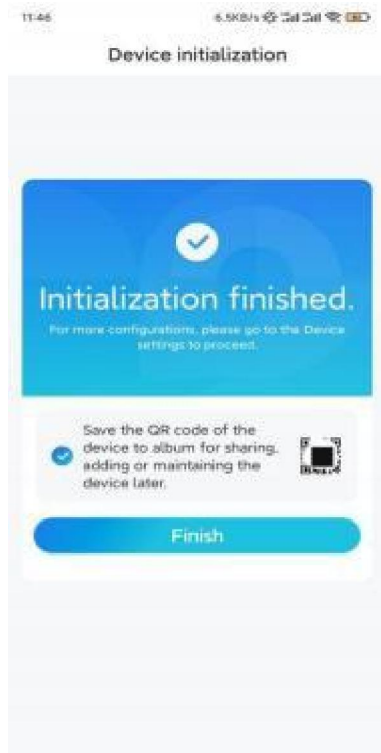 11:46 6.5KB/s
Device initialization
Initialization finished.
For more configurations, please go to the Device
settings to proceed.
Save the QR code of the
device to album for sharing,
adding or maintaining the
device later.
Finish